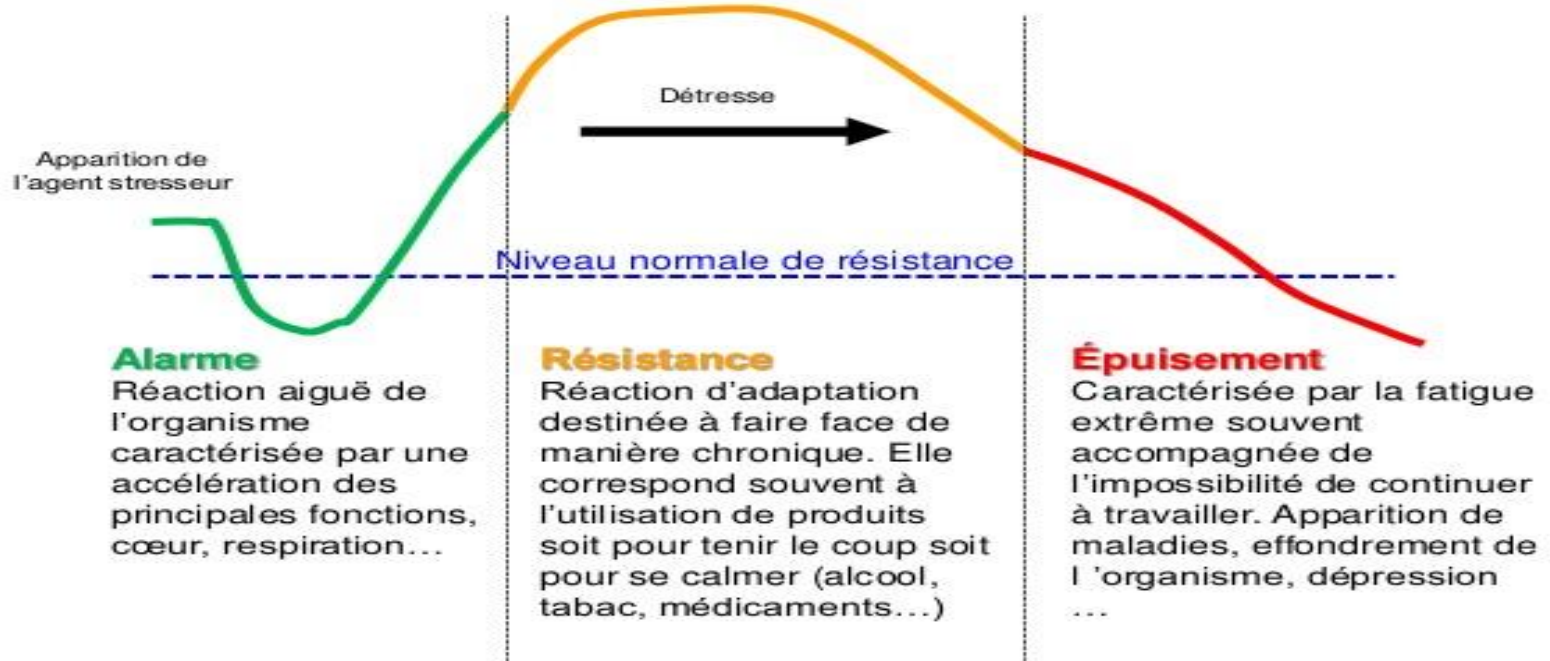 Détresse
Apparition de
l'agent stresseur
Niveau normale de résistance
Alarme
Réaction aiguë de
l'organisme
caractérisée par une
accélération des
principales fonctions,
cœur, respiration…
Résistance
Réaction d'adaptation
destinée à faire face de
manière chronique. Elle
correspond souvent à
l'utilisation de produits
soit pour tenir le coup soit
pour se calmer (alcool,
tabac, médicaments…)
Épuisement
Caractérisée par la fatigue
extrême souvent
accompagnée de
l'impossibilité de continuer
à travailler. Apparition de
maladies, effondrement de
l 'organisme, dépression
…